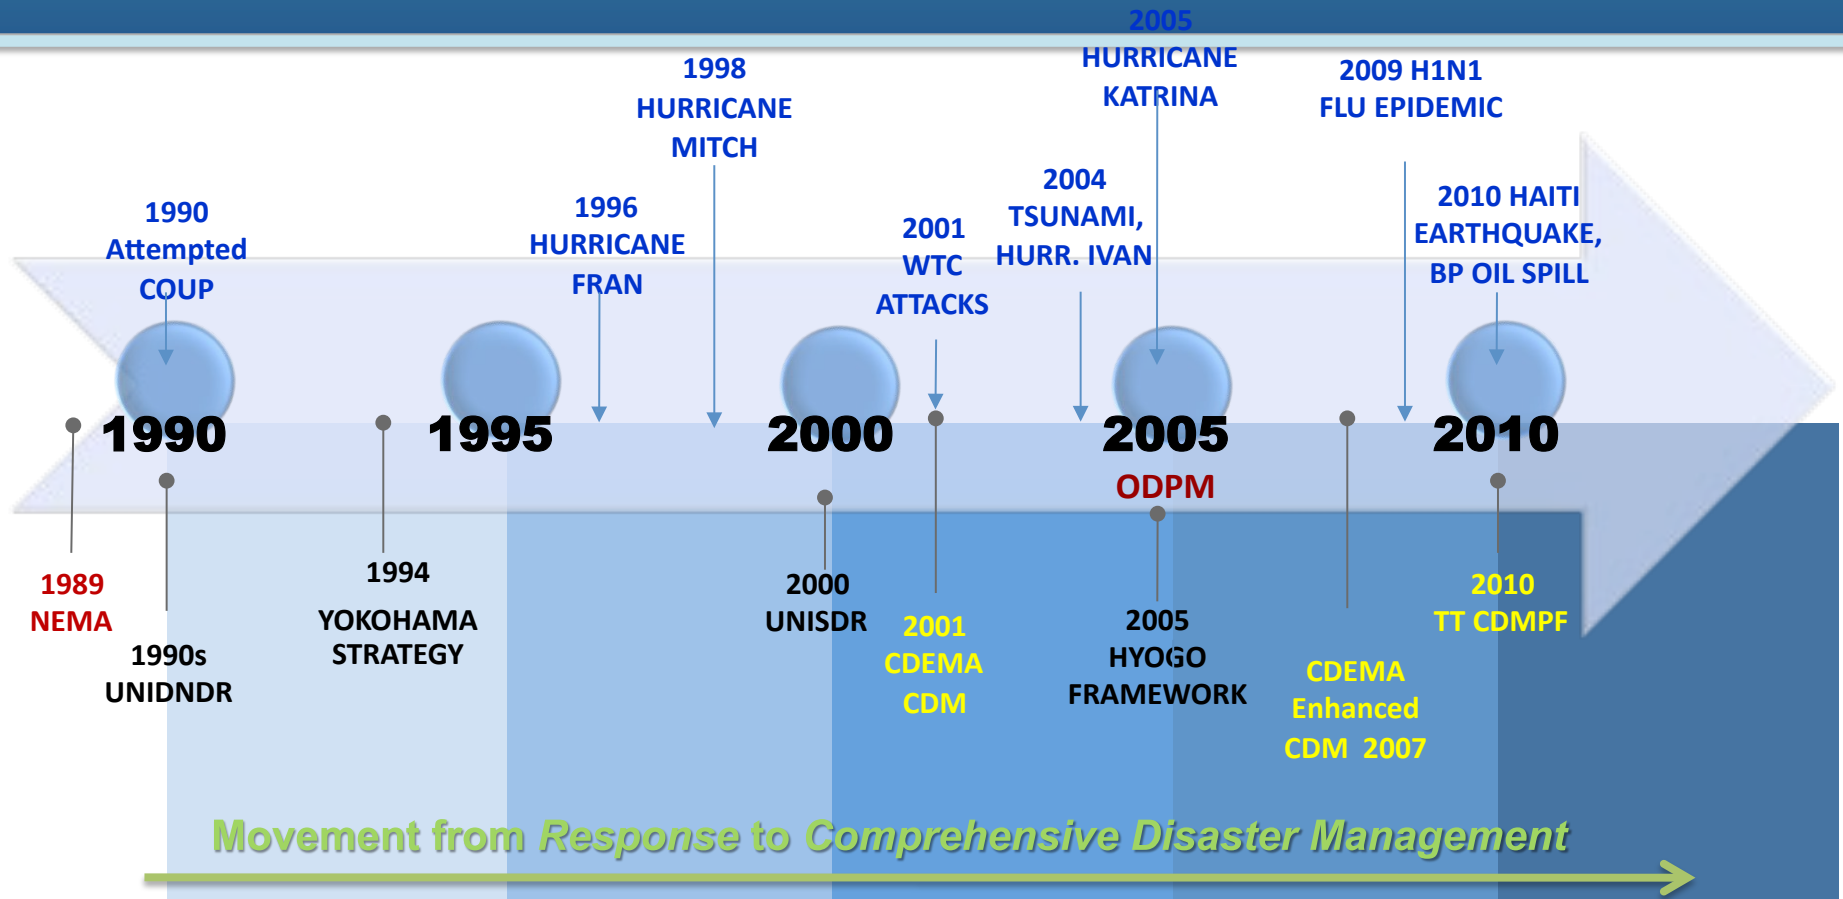 2005
HURRICANE
KATRINA
1998
HURRICANE
MITCH
2009 H1N1
FLU EPIDEMIC
1990
Attempted
COUP
1996
HURRICANE
FRAN
2001
WTC
ATTACKS
2004
TSUNAMI,
HURR. IVAN
2010 HAITI
EARTHQUAKE,
BP OIL SPILL
1990
1995
2000
2005
2010
ODPM
1989
NEMA
1990s
UNIDNDR
1994
YOKOHAMA
STRATEGY
2000
UNISDR
2001
CDEMA
CDM
2005
HYOGO
FRAMEWORK
CDEMA
Enhanced
CDM 2007
2010
TT CDMPF
Movement from Response to Comprehensive Disaster Management